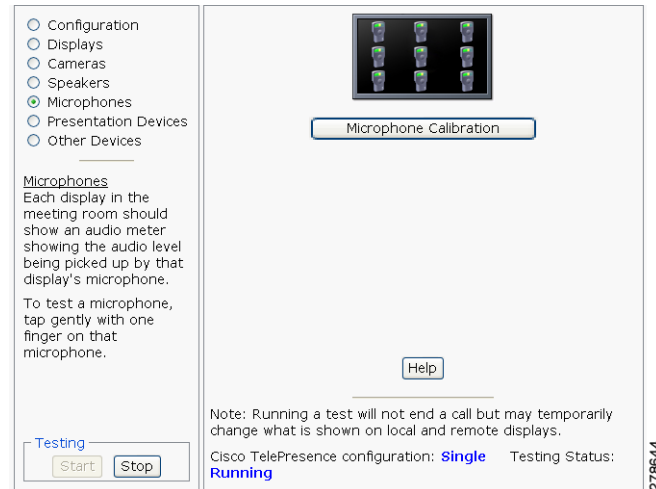 Configuration
Displays
Cameras
Speakers
Microphones
Presentation Devices
Other Devices
Microphones
Each display in the
meeting room should
show an audio meter
showing the audio level
being picked up by that
display's microphone.
To test a microphone,
tap gently with one
finger on that
microphone.
Testing
Start Stop
Microphone Calibration
Help
Note: Running a test will not end a call but may temporarily
change what is shown on local and remote displays.
Cisco TelePresence configuration: Single Testing Status:
Running
278644